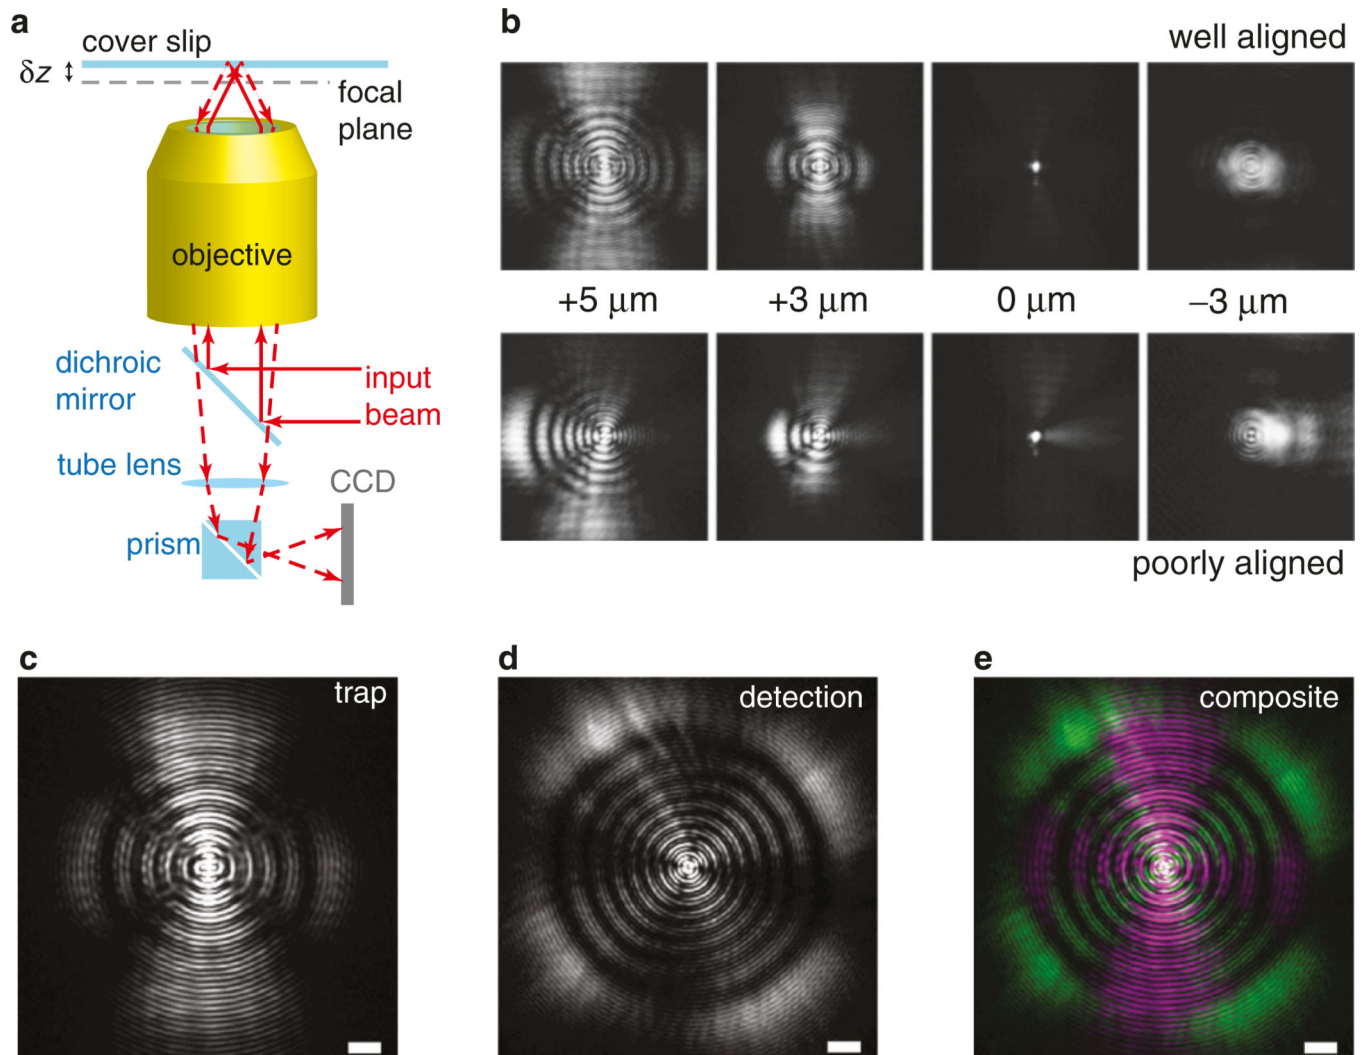 a
cover slip
δz
focal
plane
objective
dichroic
mirror
input
beam
tube lens
CCD
prism
b
well aligned
+5 μm
+3 μm
0 μm
−3 μm
poorly aligned
c
trap
d
detection
e
composite